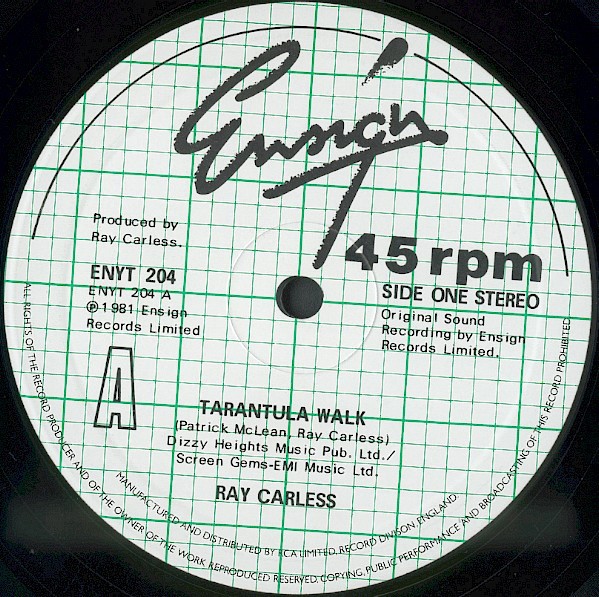 Ensign
45 rpm
SIDE ONE STEREO
Original Sound
Recording by Ensign
Records Limited.
Produced by
Ray Carless.
ENYT 204
ENYT 204 A
℗1981 Ensign
Records Limited
A
TARANTULA WALK
(Patrick McLean, Ray Carless)
Dizzy Heights Music Pub. Ltd./
Screen Gems-EMI Music Ltd.
RAY CARLESS
MANUFACTURED AND DISTRIBUTED BY RCA LIMITED, RECORD DIVISON, ENGLAND.
ALL RIGHTS OF THE RECORD PRODUCER AND OF THE OWNER OF THE WORK REPRODUCED RESERVED. COPYING, PUBLIC PERFORMANCE AND BROADCASTING OF THIS RECORD PROHIBITED